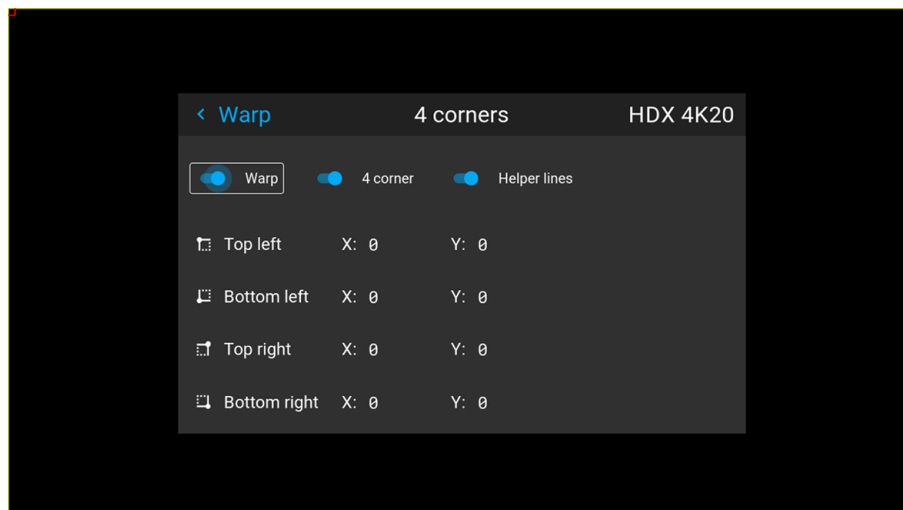 Warp 4 corners HDX 4K20
Warp 4 corner Helper lines
Top left X: 0 Y: 0
Bottom left X: 0 Y: 0
Top right X: 0 Y: 0
Bottom right X: 0 Y: 0